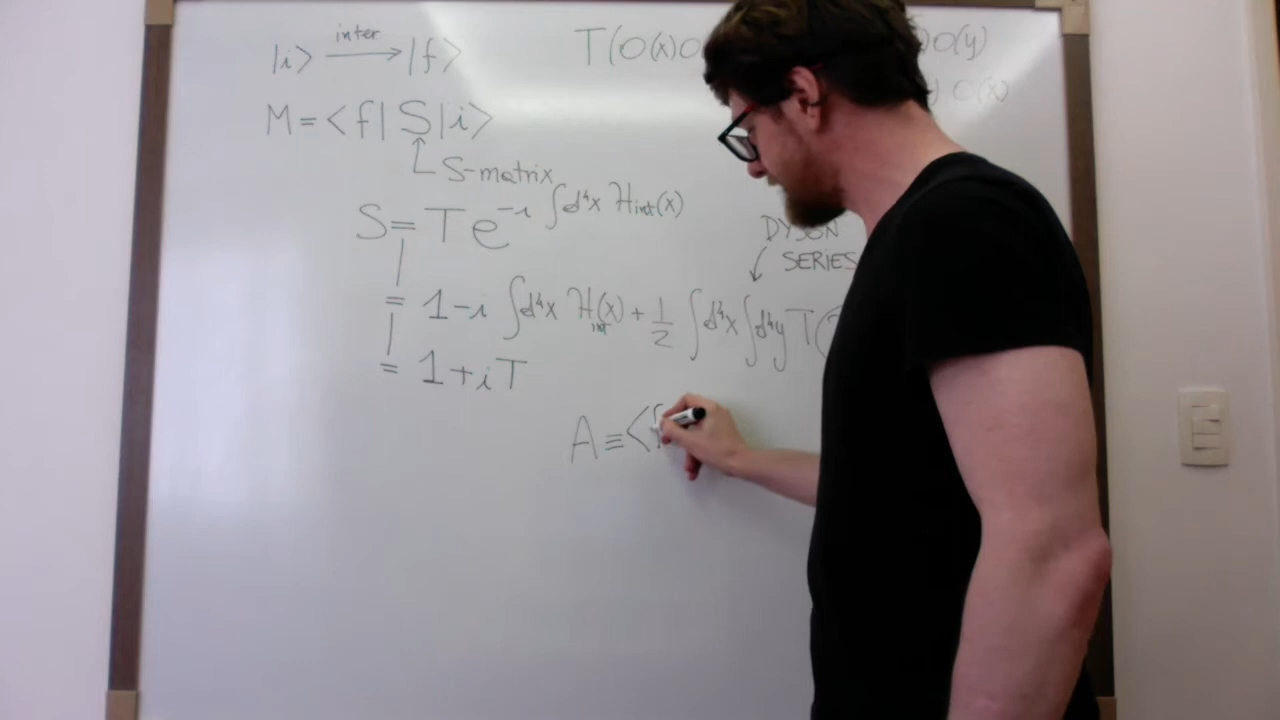 |i> inter → |f>
T(O(x)O O(y)
C(x)
M=<f|S|i>
S-matrix
S= T e^{-i ∫d⁴x H_int(x)}
DYSON
SERIES
= 1-i ∫d⁴x H_int(x) + 1/2 ∫d⁴x ∫d⁴y T(
= 1+iT
A ≡ <f